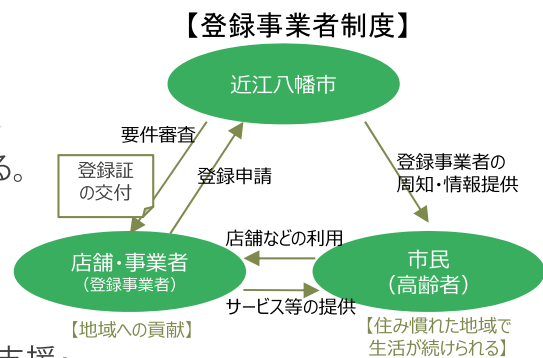 【登録事業者制度】
近江八幡市
る。
要件審査
登録証
の交付
登録申請
登録事業者の
周知・情報提供
店舗などの利用
店舗・事業者
（登録事業者）
市民
（高齢者）
サービス等の提供
【地域への貢献】
【住み慣れた地域で
生活が続けられる】
支援・